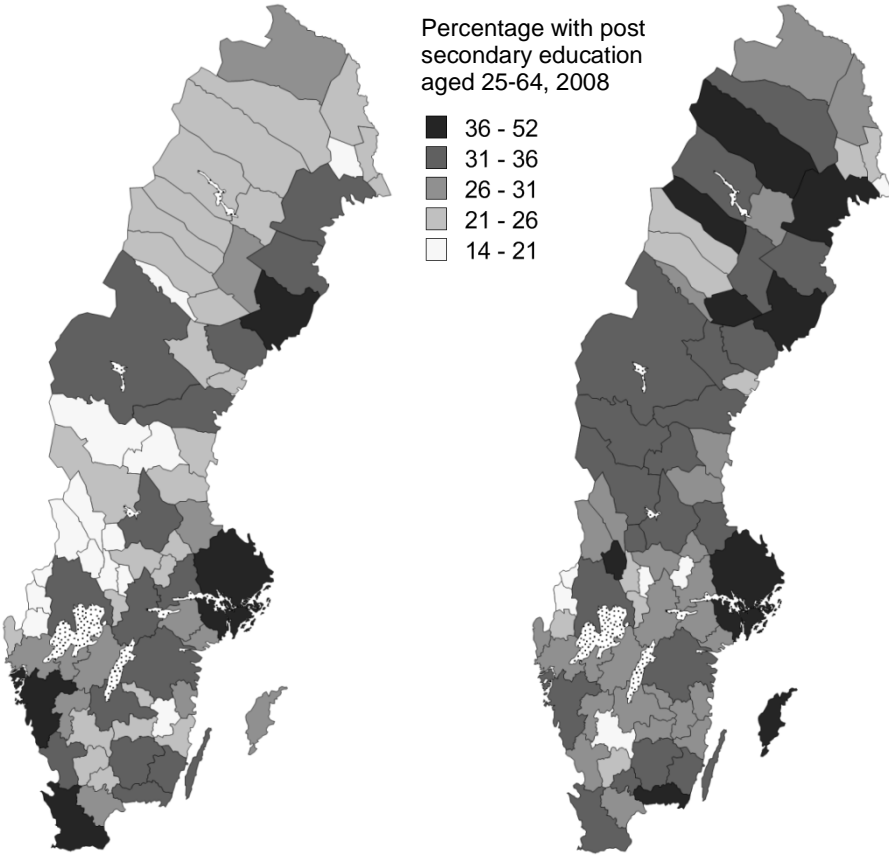 Percentage with post
secondary education
aged 25-64, 2008
36 - 52
31 - 36
26 - 31
21 - 26
14 - 21